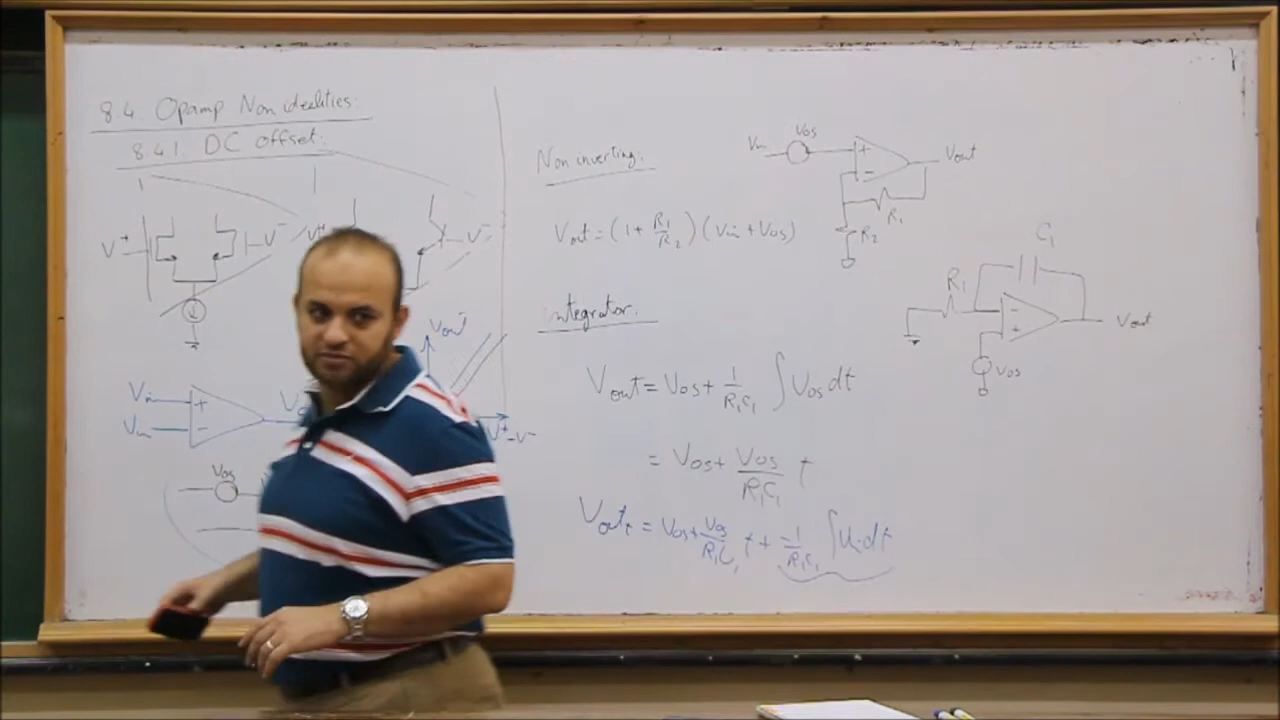 8.4. Opamp Non idealities:
8.4.1. DC offset:
V+
V-
V+
V-
Vout
V+-V-
Vin
Vin
Vos
Non inverting:
Vout = (1 + R1/R2) (Vin + Vos)
Vin
Vos
+
-
Vout
R1
R2
integrator:
C1
R1
-
+
Vout
Vos
Vout = Vos + 1/R1C1 ∫ Vos dt
= Vos + Vos/R1C1 t
Voutt = Vos + Vos/R1C1 t + -1/R1C1 ∫ Vi dt